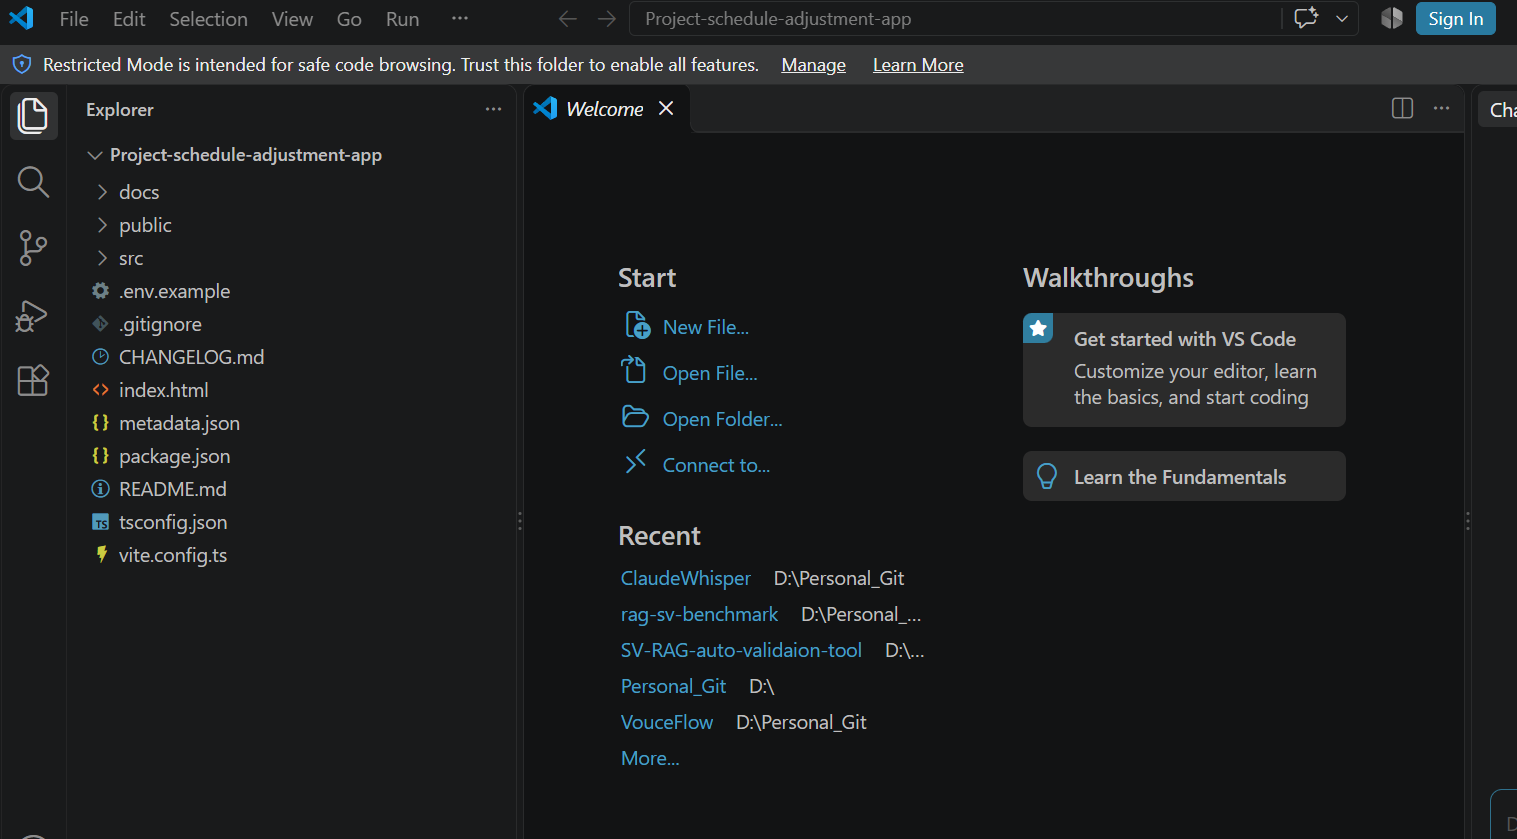 File Edit Selection View Go Run ...
Project-schedule-adjustment-app
Sign In
Restricted Mode is intended for safe code browsing. Trust this folder to enable all features. Manage Learn More
Explorer
Project-schedule-adjustment-app
docs
public
src
.env.example
.gitignore
CHANGELOG.md
index.html
metadata.json
package.json
README.md
TS tsconfig.json
vite.config.ts
Welcome
Start
New File...
Open File...
Open Folder...
Connect to...
Recent
ClaudeWhisper D:\Personal_Git
rag-sv-benchmark D:\Personal_...
SV-RAG-auto-validaion-tool D:\...
Personal_Git D:\
VouceFlow D:\Personal_Git
More...
Walkthroughs
Get started with VS Code
Customize your editor, learn
the basics, and start coding
Learn the Fundamentals